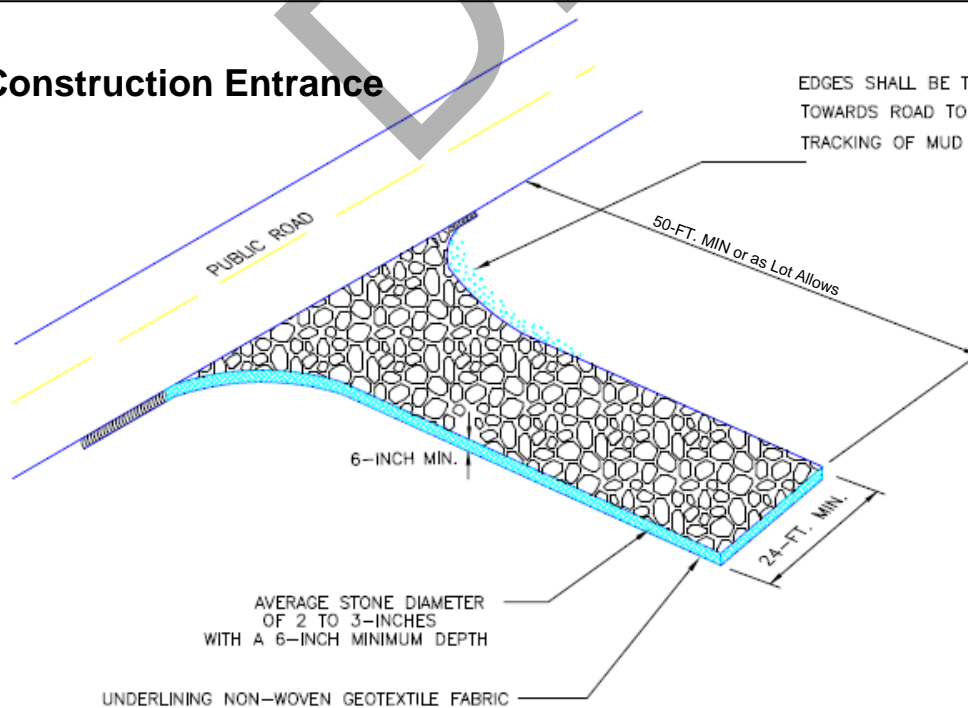 Construction Entrance
EDGES SHALL BE
TOWARDS ROAD TO
TRACKING OF MUD
PUBLIC ROAD
50-FT. MIN or as Lot Allows
6-INCH MIN.
24-FT. MIN.
AVERAGE STONE DIAMETER
OF 2 TO 3-INCHES
WITH A 6-INCH MINIMUM DEPTH
UNDERLINING NON-WOVEN GEOTEXTILE FABRIC